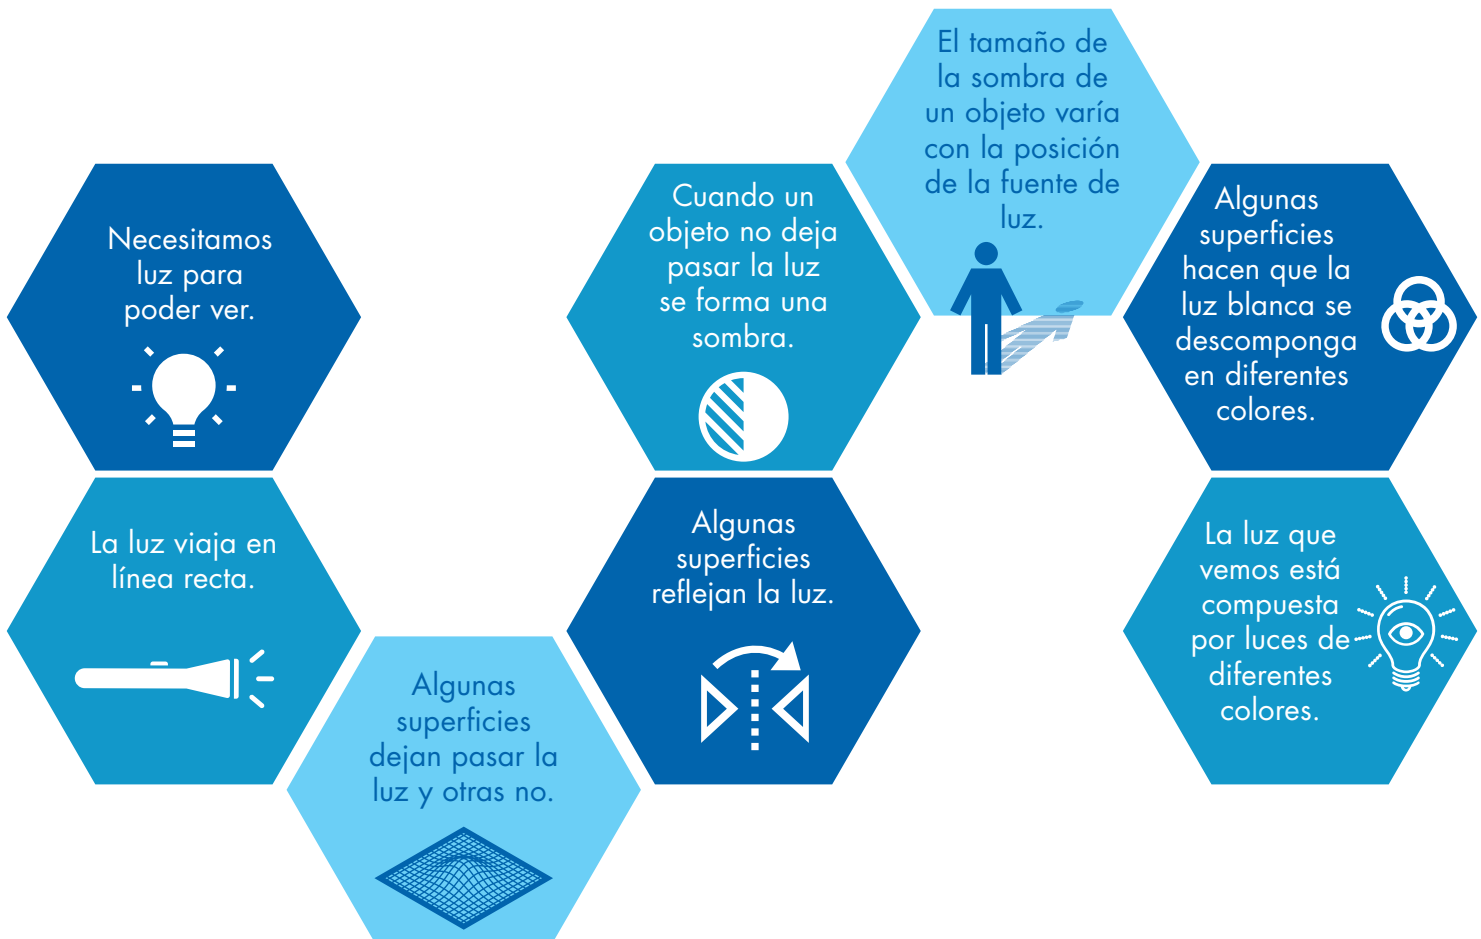 Necesitamos
luz para
poder ver.
La luz viaja en
línea recta.
Algunas
superficies
dejan pasar la
luz y otras no.
Algunas
superficies
reflejan la luz.
Cuando un
objeto no deja
pasar la luz
se forma una
sombra.
El tamaño de
la sombra de
un objeto varía
con la posición
de la fuente de
luz.
Algunas
superficies
hacen que la
luz blanca se
descomponga
en diferentes
colores.
La luz que
vemos está
compuesta
por luces de
diferentes
colores.